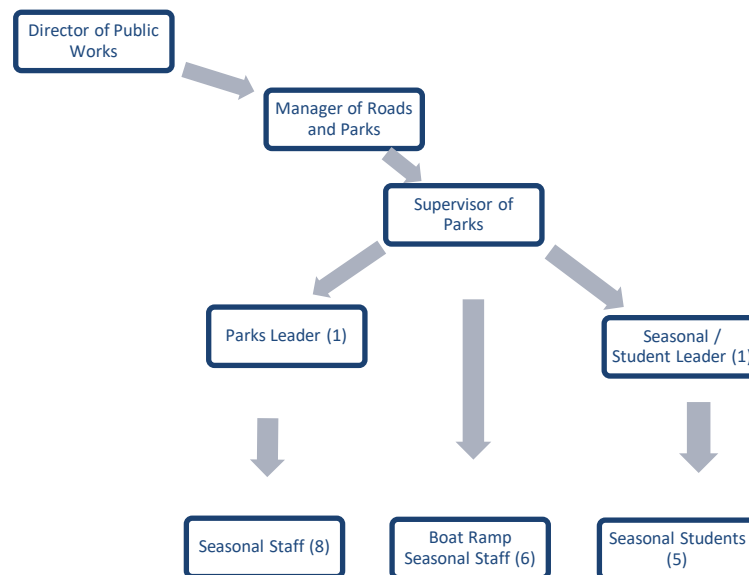 Director of Public
Works
Manager of Roads
and Parks
Supervisor of
Parks
Parks Leader (1)
Seasonal /
Student Leader (1)
Seasonal Staff (8)
Boat Ramp
Seasonal Staff (6)
Seasonal Students
(5)